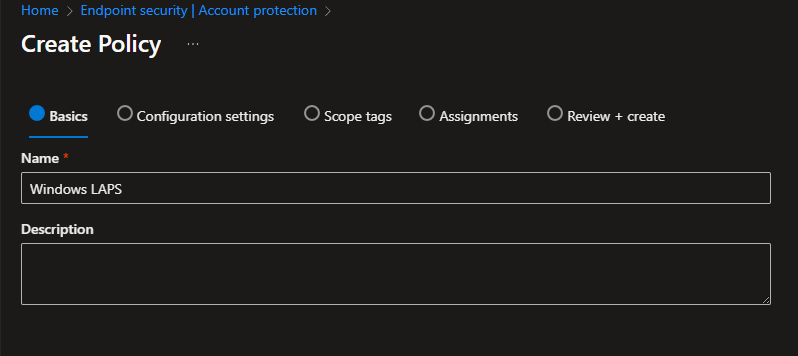 Home > Endpoint security | Account protection >
Create Policy ...
Basics Configuration settings Scope tags Assignments Review + create
Name *
Windows LAPS
Description